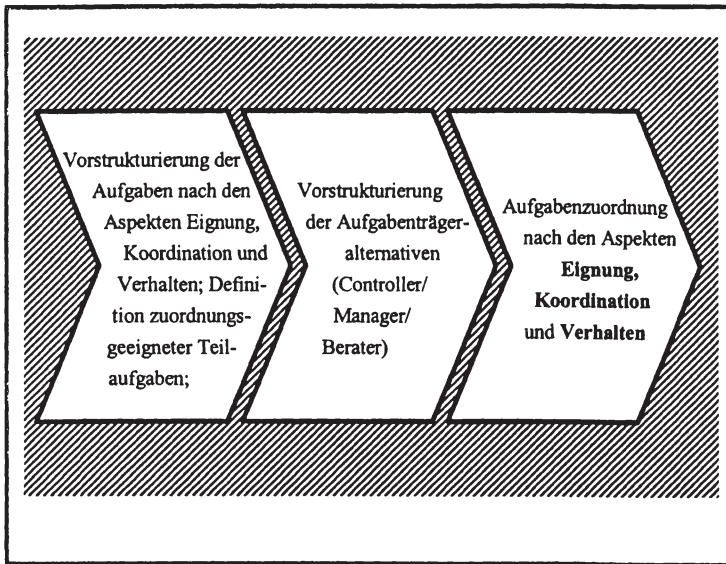 Vorstrukturierung der
Aufgaben nach den
Aspekten Eignung,
Koordination und
Verhalten; Defini-
tion zuordnungs-
geeigneter Teil-
aufgaben;
Vorstrukturierung
der Aufgabenträger-
alternativen
(Controller/
Manager/
Berater)
Aufgabenzuordnung
nach den Aspekten
Eignung,
Koordination
und Verhalten